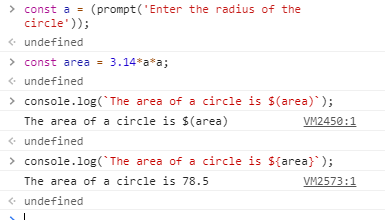 > const a = (prompt('Enter the radius of the
circle'));
< undefined
> const area = 3.14*a*a;
< undefined
> console.log(`The area of a circle is $(area)`);
The area of a circle is $(area) VM2450:1
< undefined
> console.log(`The area of a circle is ${area}`);
The area of a circle is 78.5 VM2573:1
< undefined
>